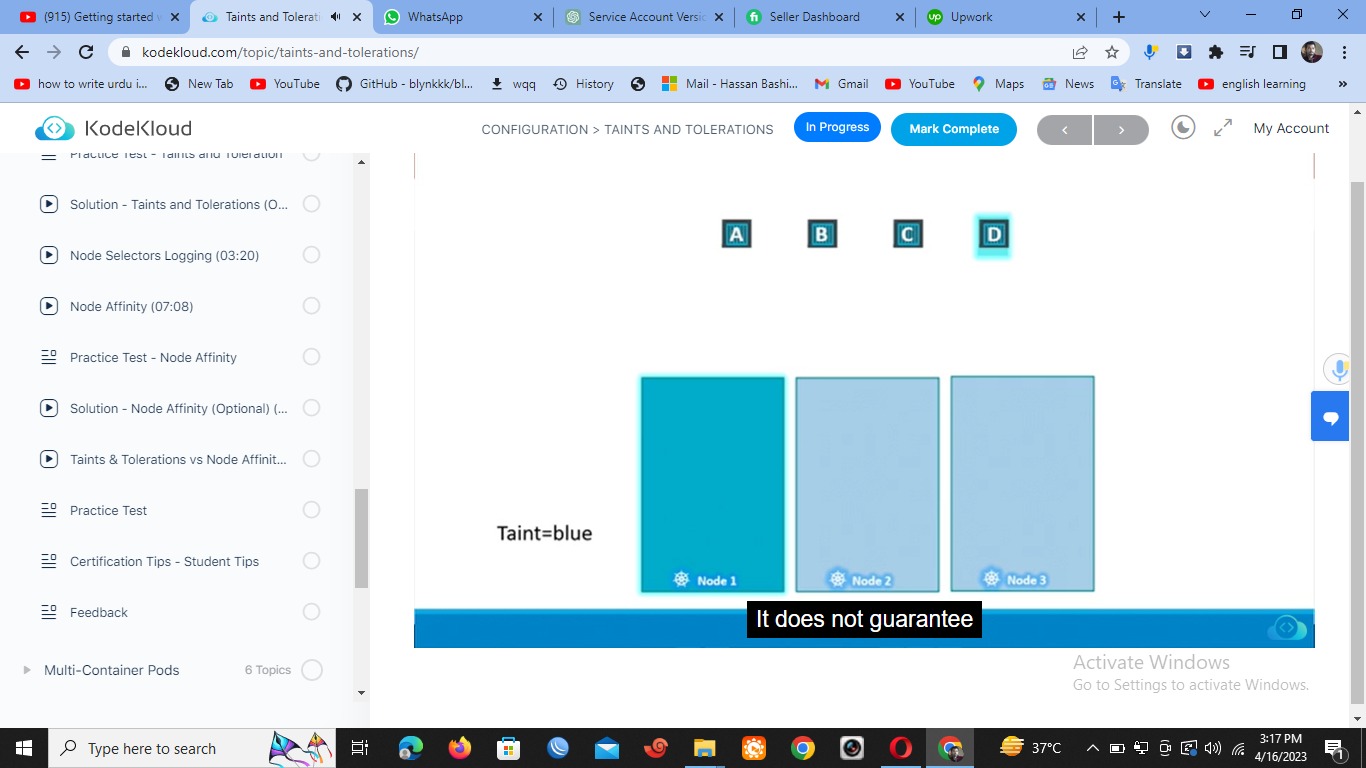 (915) Getting started w
Taints and Tolerati
WhatsApp
Service Account Versio
Seller Dashboard
Upwork
kodekloud.com/topic/taints-and-tolerations/
how to write urdu i...
New Tab
YouTube
GitHub - blynkkk/bl...
wqq
History
Mail - Hassan Bashi...
Gmail
YouTube
Maps
News
Translate
english learning
KodeKloud
CONFIGURATION > TAINTS AND TOLERATIONS
In Progress
Mark Complete
My Account
Practice Test - Taints and Toleration
Solution - Taints and Tolerations (O...
Node Selectors Logging (03:20)
Node Affinity (07:08)
Practice Test - Node Affinity
Solution - Node Affinity (Optional) (...
Taints & Tolerations vs Node Affinit...
Practice Test
Certification Tips - Student Tips
Feedback
Multi-Container Pods 6 Topics
A B C D
Taint=blue
Node 1 Node 2 Node 3
It does not guarantee
Activate Windows
Go to Settings to activate Windows.
Type here to search
37°C
3:17 PM
4/16/2023
1